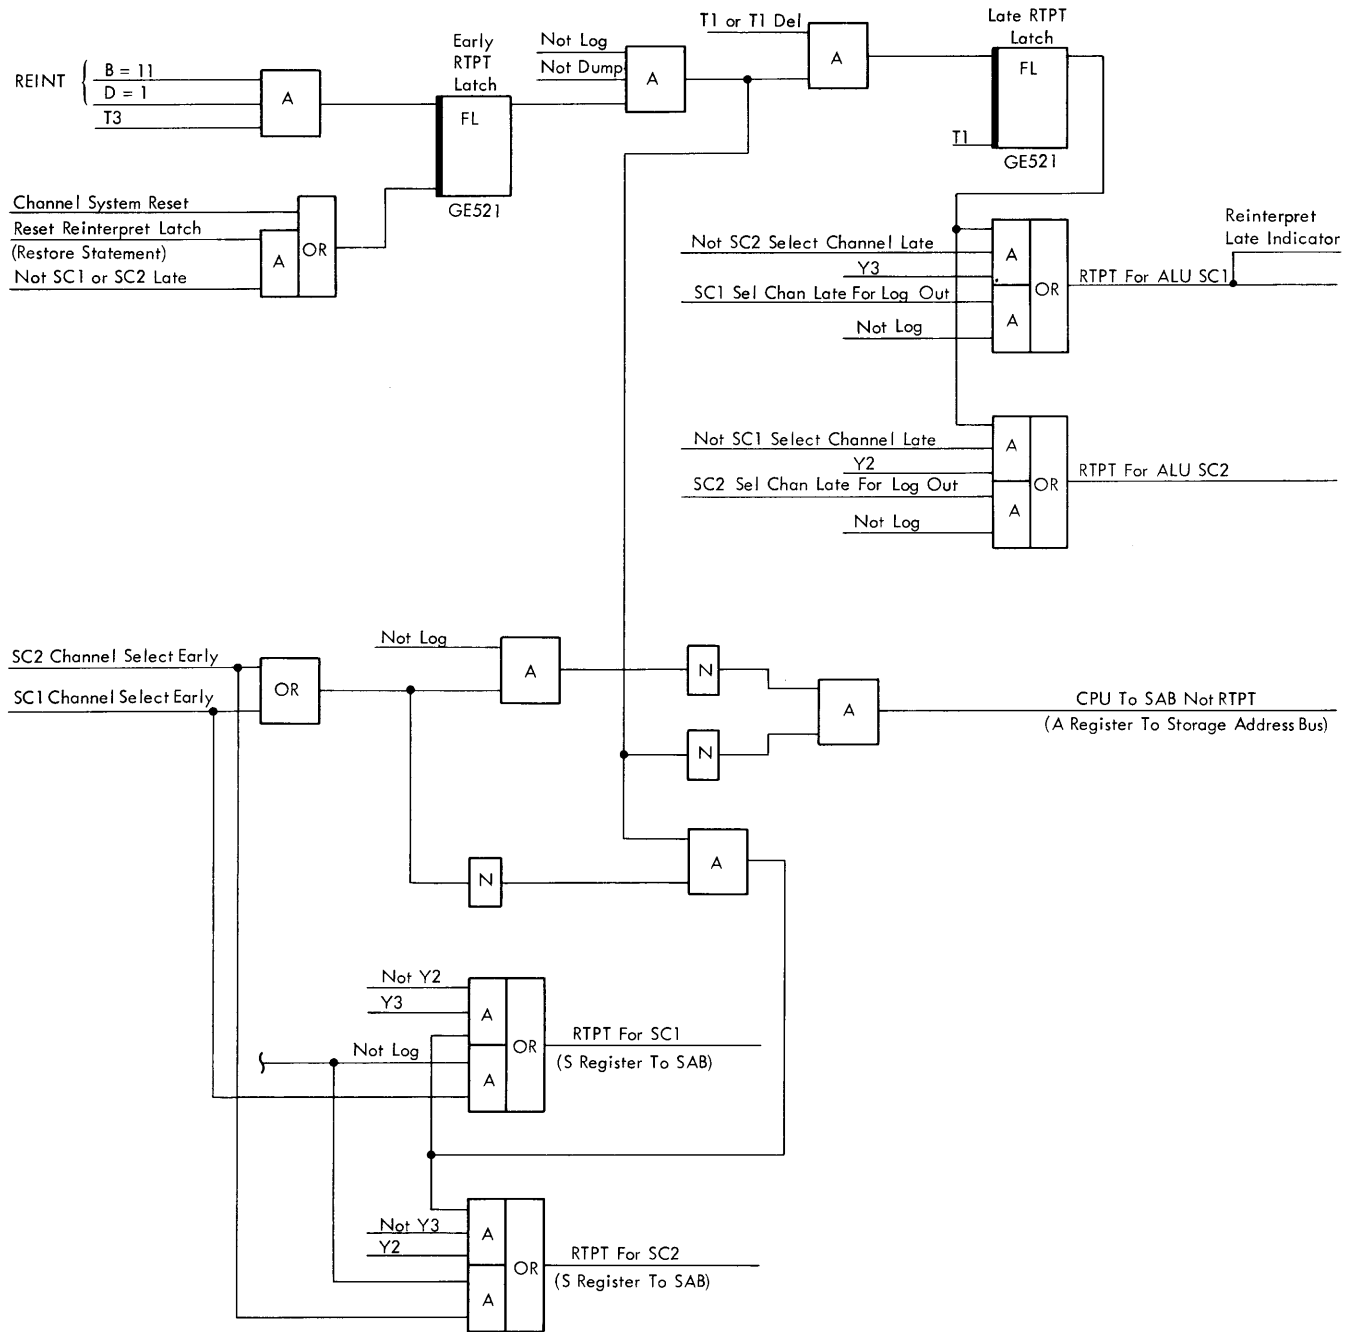 T1 or T1 Del
A
Late RTPT
Latch
FL
T1
GE521
Early
RTPT
Latch
FL
GE521
Not Log
Not Dump
A
REINT
B = 11
D = 1
T3
A
Channel System Reset
Reset Reinterpret Latch
(Restore Statement)
Not SC1 or SC2 Late
A
OR
Not SC2 Select Channel Late
Y3
SC1 Sel Chan Late For Log Out
Not Log
A
A
OR
RTPT For ALU SC1
Reinterpret
Late Indicator
Not SC1 Select Channel Late
Y2
SC2 Sel Chan Late For Log Out
Not Log
A
A
OR
RTPT For ALU SC2
SC2 Channel Select Early
SC1 Channel Select Early
OR
Not Log
A
N
N
A
CPU To SAB Not RTPT
(A Register To Storage Address Bus)
N
A
Not Y2
Y3
Not Log
A
A
OR
RTPT For SC1
(S Register To SAB)
Not Y3
Y2
A
A
OR
RTPT For SC2
(S Register To SAB)